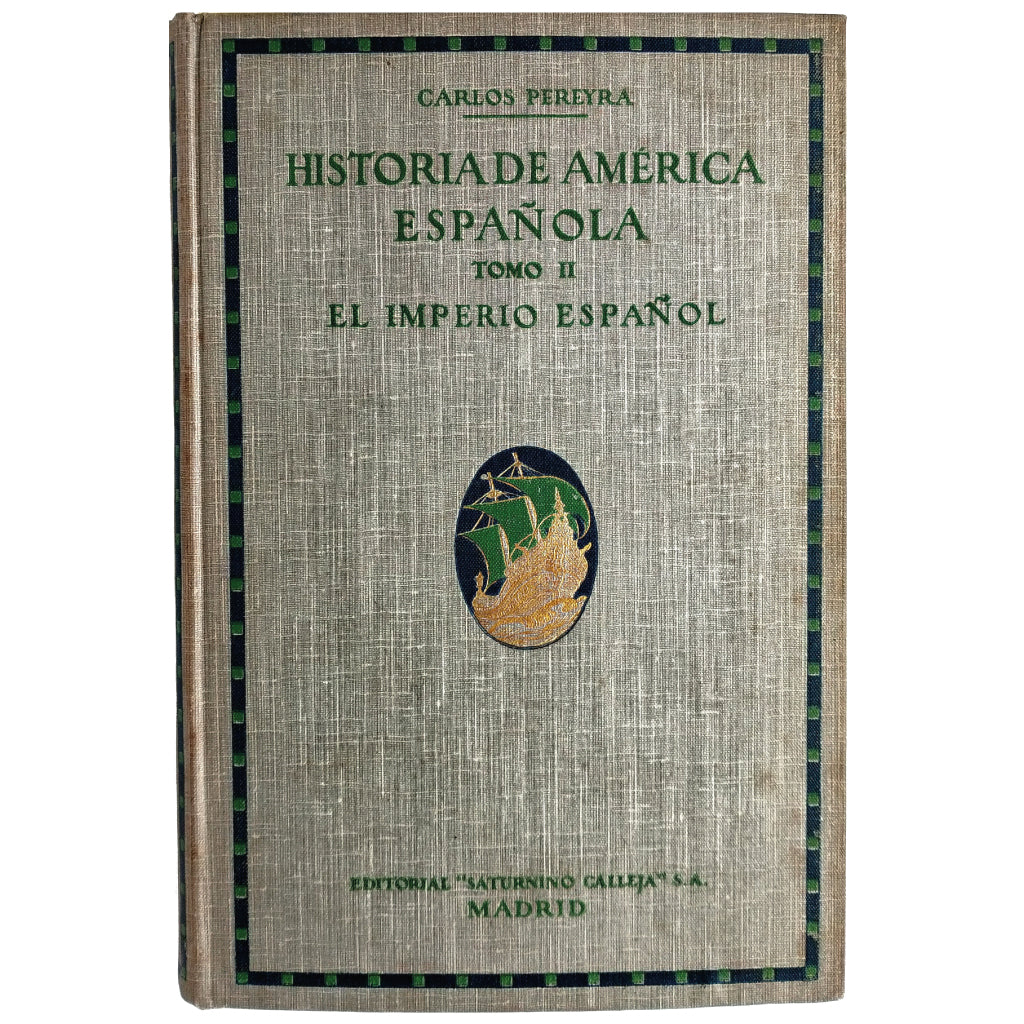 CARLOS PEREYRA
HISTORIA DE AMÉRICA
ESPAÑOLA
TOMO II
EL IMPERIO ESPAÑOL
EDITORIAL "SATURNINO CALLEJA" S.A.
MADRID